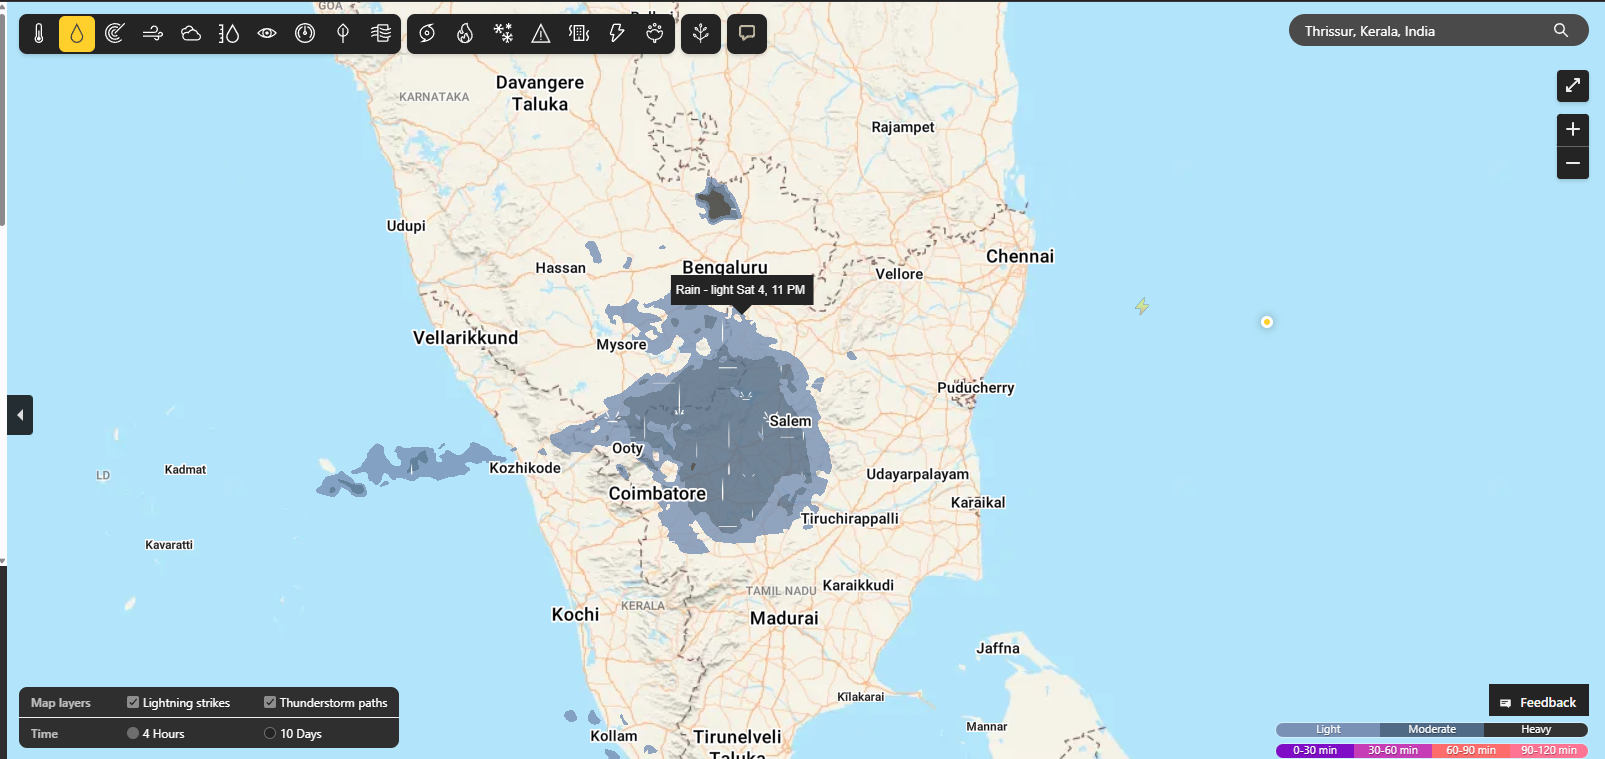 GOA
Thrissur, Kerala, India
Davangere
Taluka
KARNATAKA
Rajampet
Udupi
Chennai
Hassan
Bengaluru
Vellore
Rain - light Sat 4, 11 PM
Vellarikkund
Mysore
Puducherry
Salem
Ooty
Kozhikode
Kadmat
LD
Udayarpalayam
Coimbatore
Karaikal
Tiruchirappalli
Kavaratti
TAMIL NADU
Karaikkudi
KERALA
Kochi
Madurai
Jaffna
Kīlakarai
Mannar
Kollam
Tirunelveli
Taluka
Map layers
Lightning strikes
Thunderstorm paths
Time
4 Hours
10 Days
Feedback
Light
Moderate
Heavy
0-30 min
30-60 min
60-90 min
90-120 min